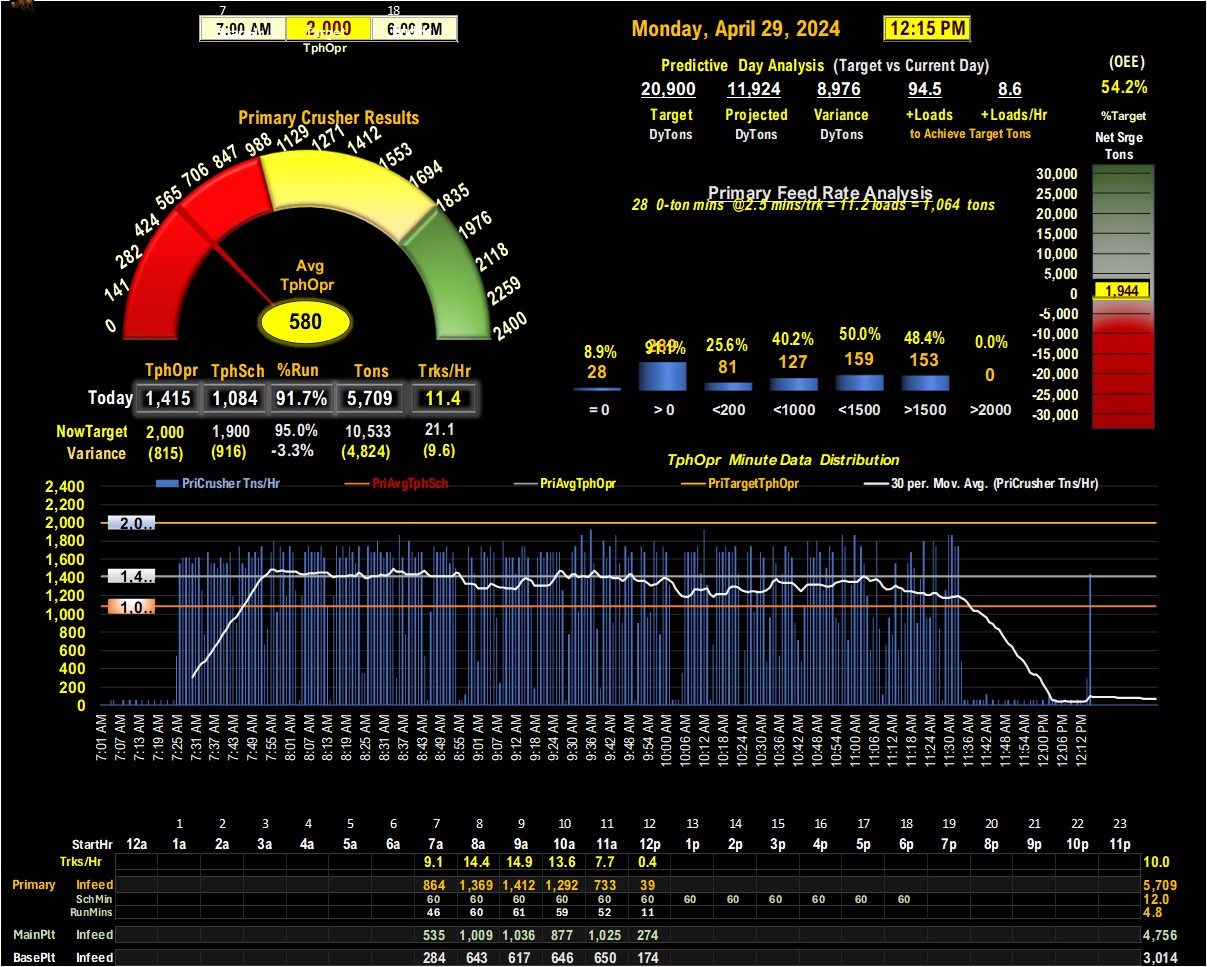 7 18
7:00 AM 2,000 6:00 PM
TphOpr
Monday, April 29, 2024 12:15 PM
Predictive Day Analysis (Target vs Current Day)
20,900 11,924 8,976 94.5 8.6
Target Projected Variance +Loads +Loads/Hr
DyTons DyTons DyTons to Achieve Target Tons
(OEE)
54.2%
%Target
Net Srge
Tons
30,000
25,000
20,000
15,000
10,000
5,000
0
-5,000
-10,000
-15,000
-20,000
-25,000
-30,000
1,944
Primary Crusher Results
0 141 282 424 565 706 847 988 1129 1271 1412 1553 1694 1835 1976 2118 2259 2400
Avg
TphOpr
580
Primary Feed Rate Analysis
28 0-ton mins @2.5 mins/trk = 11.2 loads = 1,064 tons
8.9% 91.1% 25.6% 40.2% 50.0% 48.4% 0.0%
28 289 81 127 159 153 0
= 0 > 0 <200 <1000 <1500 >1500 >2000
TphOpr TphSch %Run Tons Trks/Hr
Today 1,415 1,084 91.7% 5,709 11.4
NowTarget 2,000 1,900 95.0% 10,533 21.1
Variance (815) (916) -3.3% (4,824) (9.6)
TphOpr Minute Data Distribution
PriCrusher Tns/Hr PriAvgTphSch PriAvgTphOpr PriTargetTphOpr 30 per. Mov. Avg. (PriCrusher Tns/Hr)
2,400
2,200
2,000
1,800
1,600
1,400
1,200
1,000
800
600
400
200
0
2,0..
1,4..
1,0..
7:01 AM 7:07 AM 7:13 AM 7:19 AM 7:25 AM 7:31 AM 7:37 AM 7:43 AM 7:49 AM 7:55 AM 8:01 AM 8:07 AM 8:13 AM 8:19 AM 8:25 AM 8:31 AM 8:37 AM 8:43 AM 8:49 AM 8:55 AM 9:01 AM 9:07 AM 9:12 AM 9:18 AM 9:24 AM 9:30 AM 9:36 AM 9:42 AM 9:48 AM 9:54 AM 10:00 AM 10:06 AM 10:12 AM 10:18 AM 10:24 AM 10:30 AM 10:36 AM 10:42 AM 10:48 AM 10:54 AM 11:00 AM 11:06 AM 11:12 AM 11:18 AM 11:24 AM 11:30 AM 11:36 AM 11:42 AM 11:48 AM 11:54 AM 12:00 PM 12:06 PM 12:12 PM
1 2 3 4 5 6 7 8 9 10 11 12 13 14 15 16 17 18 19 20 21 22 23
StartHr 12a 1a 2a 3a 4a 5a 6a 7a 8a 9a 10a 11a 12p 1p 2p 3p 4p 5p 6p 7p 8p 9p 10p 11p
Trks/Hr 9.1 14.4 14.9 13.6 7.7 0.4 10.0
Primary Infeed 864 1,369 1,412 1,292 733 39 5,709
SchMin 60 60 60 60 60 60 60 60 60 60 60 60 12.0
RunMins 46 60 61 59 52 11 4.8
MainPlt Infeed 535 1,009 1,036 877 1,025 274 4,756
BasePlt Infeed 284 643 617 646 650 174 3,014